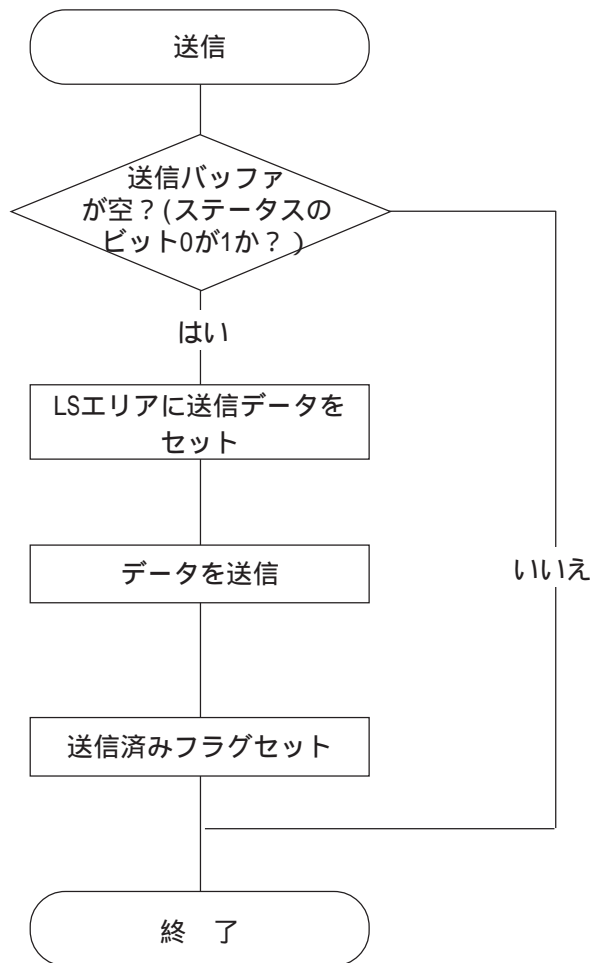 送信
送信バッファ
が空？(ステータスの
ビット0が1か？)
はい
LSエリアに送信データを
セット
データを送信
いいえ
送信済みフラグセット
終　了